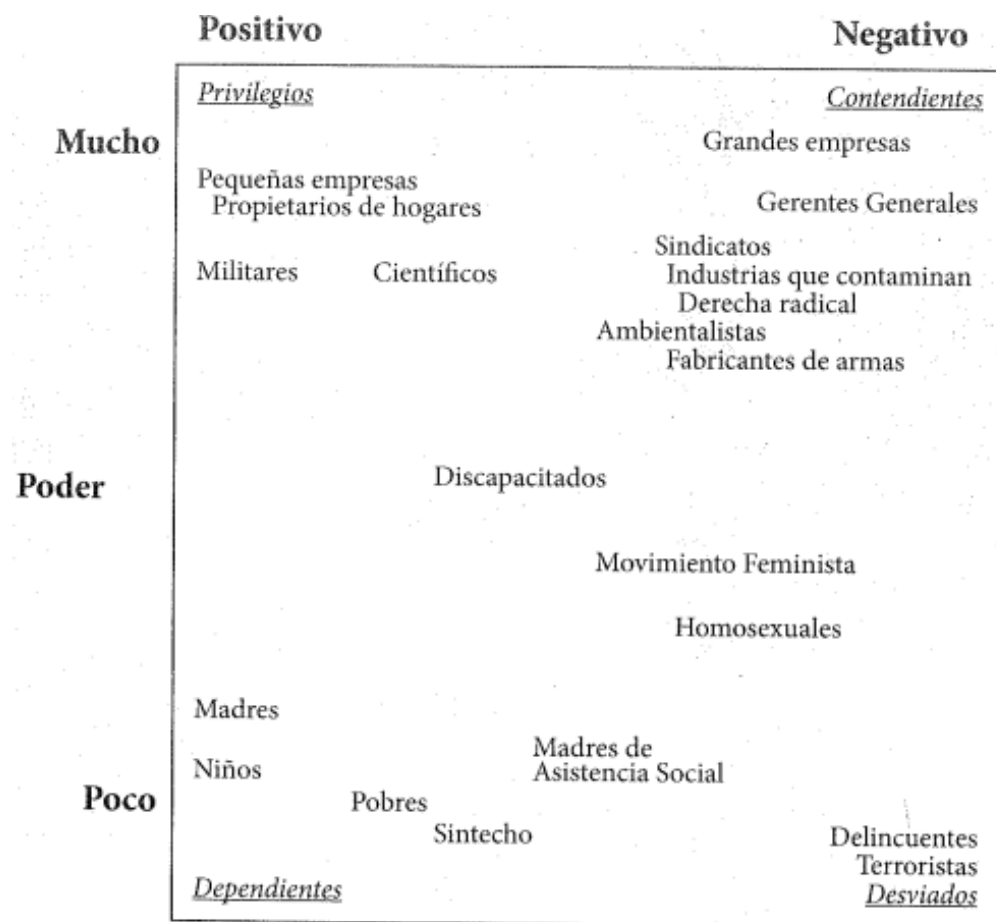 Positivo Negativo
Privilegios Contendientes
Mucho Grandes empresas
Pequeñas empresas
Propietarios de hogares Gerentes Generales
Sindicatos
Militares Científicos Industrias que contaminan
Derecha radical
Ambientalistas
Fabricantes de armas
Poder Discapacitados
Movimiento Feminista
Homosexuales
Madres
Madres de
Niños Asistencia Social
Poco Pobres
Sintecho Delincuentes
Terroristas
Dependientes Desviados